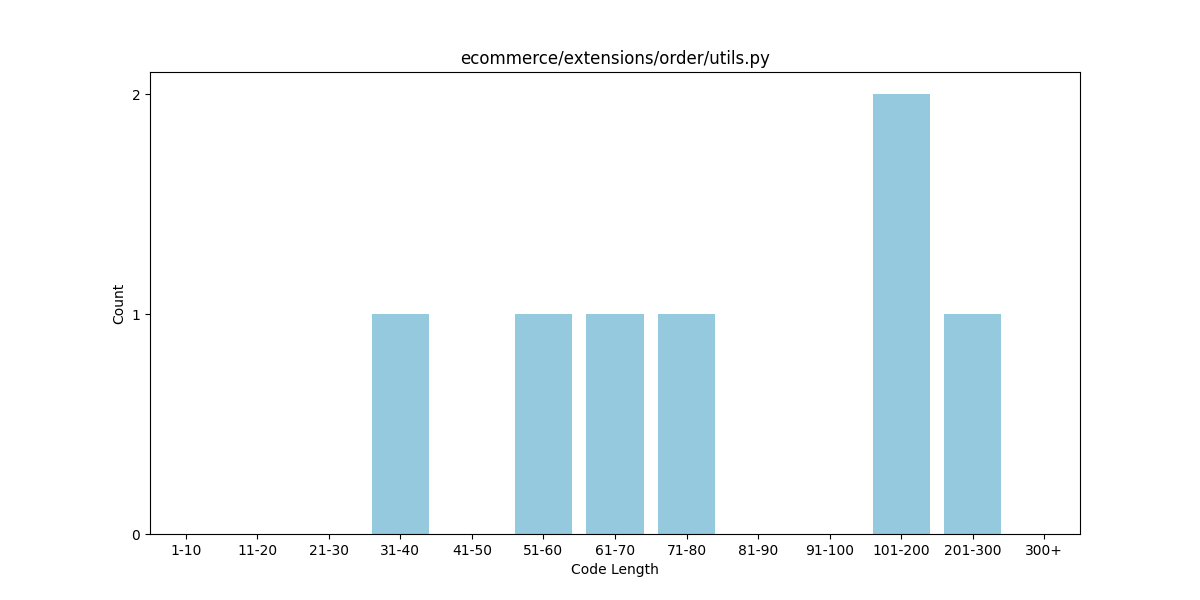 ecommerce/extensions/order/utils.py
2
1
0
Count
1-10 11-20 21-30 31-40 41-50 51-60 61-70 71-80 81-90 91-100 101-200 201-300 300+
Code Length